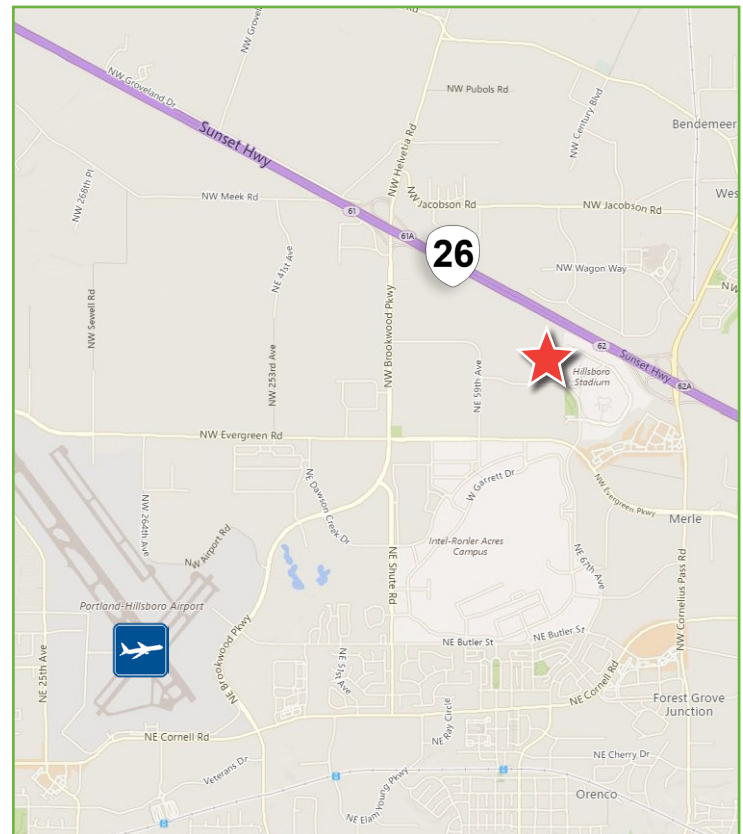 NW Grovel
Rd
NW Groveland Dr
NW Pubols Rd
NW Century Blvd
Bendemeer
Sunset Hwy
NW Helvetia Rd
NW 268th Pl
NW Meek Rd
Wes
NW Jacobson Rd
NW Jacobson Rd
61
61A
26
NE 41st Ave
NW Wagon Way
NW
NW Sewell Rd
NW Brookwood Pkwy
NW 253rd Ave
NE 59th Ave
62
Sunset Hwy
Hillsboro
Stadium
62A
NW Evergreen Rd
NE Dawson Creek Dr
W Garrett Dr
NW Evergreen Pkwy
Merle
NW 264th Ave
NW Airport Rd
Intel-Ronler Acres
Campus
NE Shute Rd
NE 67th Ave
NW Cornelius Pass Rd
Portland-Hillsboro Airport
NE Brookwood Pkwy
NE Butler St
NE Butler St
NE 25th Ave
NE 51st Ave
NE Cornell Rd
Forest Grove
Junction
NE Ray Circle
NE Cornell Rd
NE Cherry Dr
Veterans Dr
NE Elam Young Pkwy
Orenco